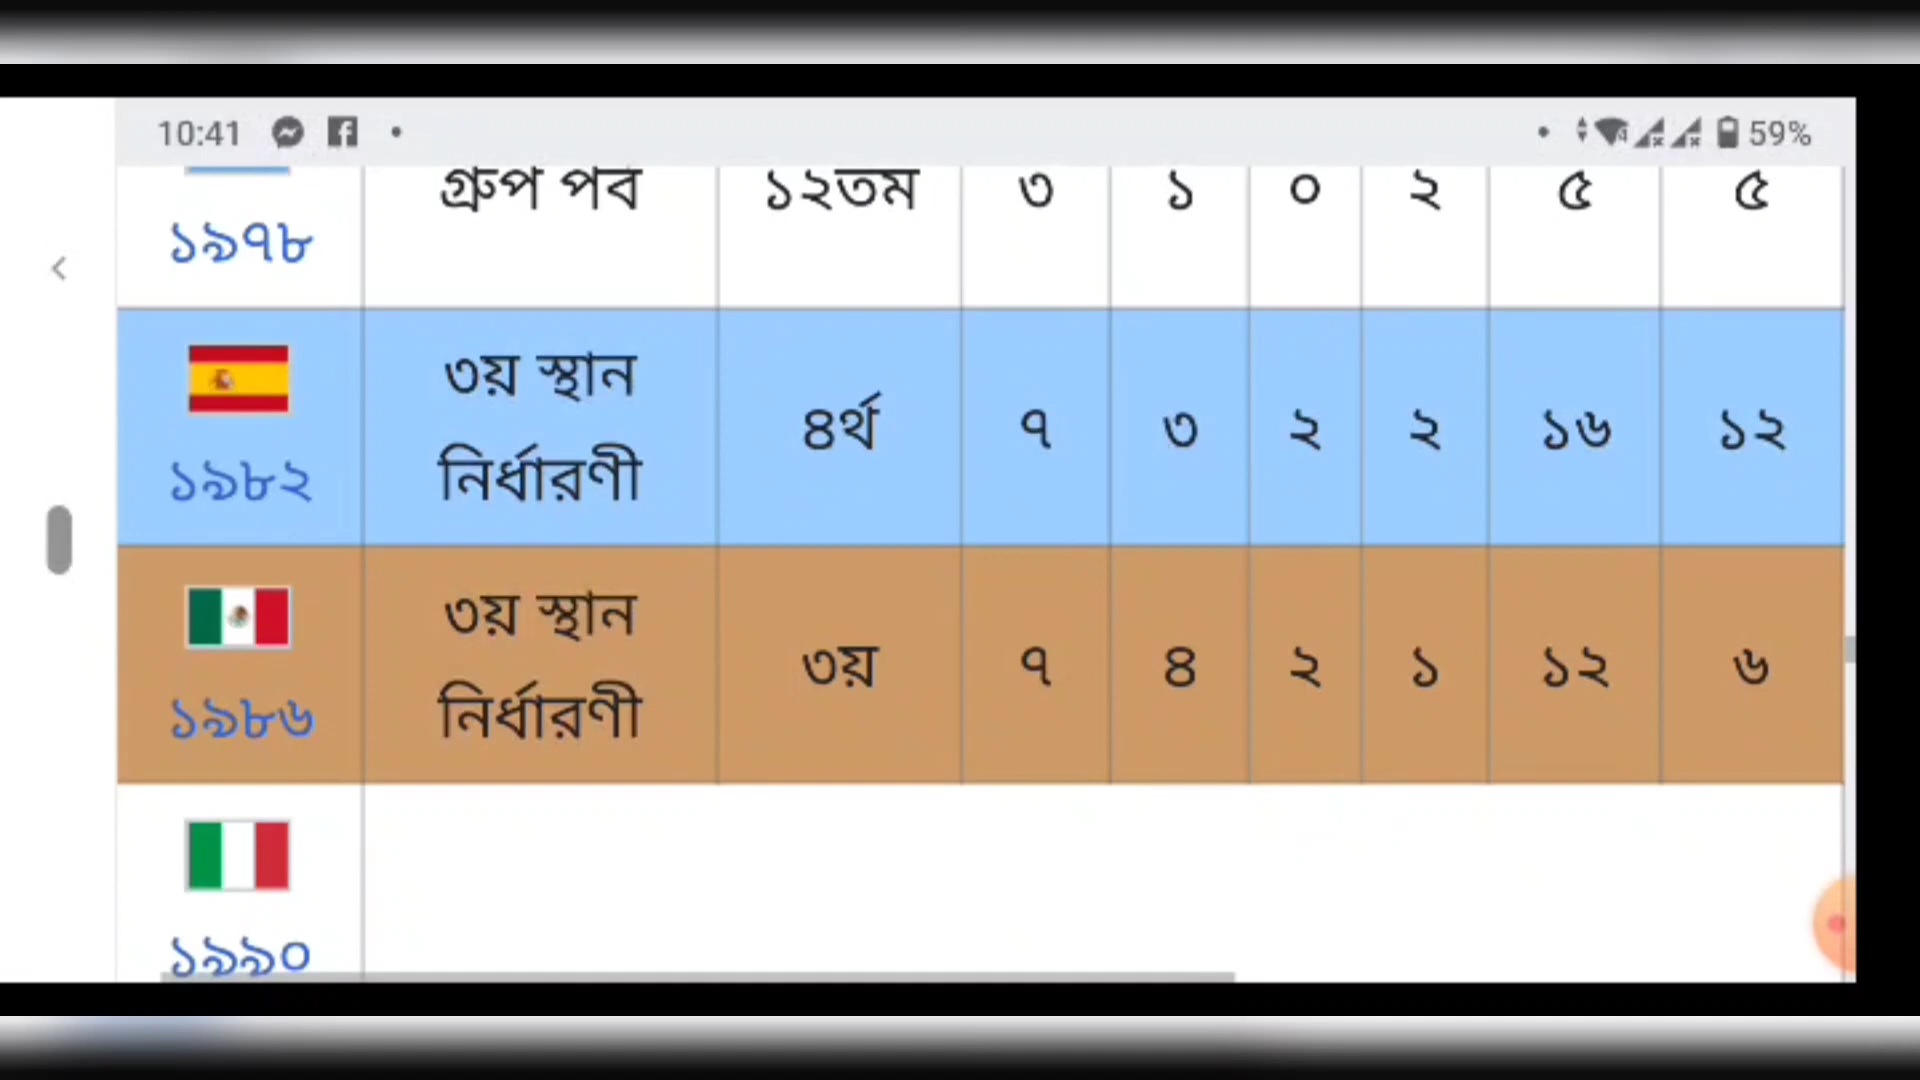 10:41 59%
গ্রুপ পর্ব ১২তম ৩ ১ ০ ২ ৫ ৫
১৯৭৮
৩য় স্থান
নির্ধারণী ৪র্থ ৭ ৩ ২ ২ ১৬ ১২
১৯৮২
৩য় স্থান
নির্ধারণী ৩য় ৭ ৪ ২ ১ ১২ ৬
১৯৮৬
১৯৯০